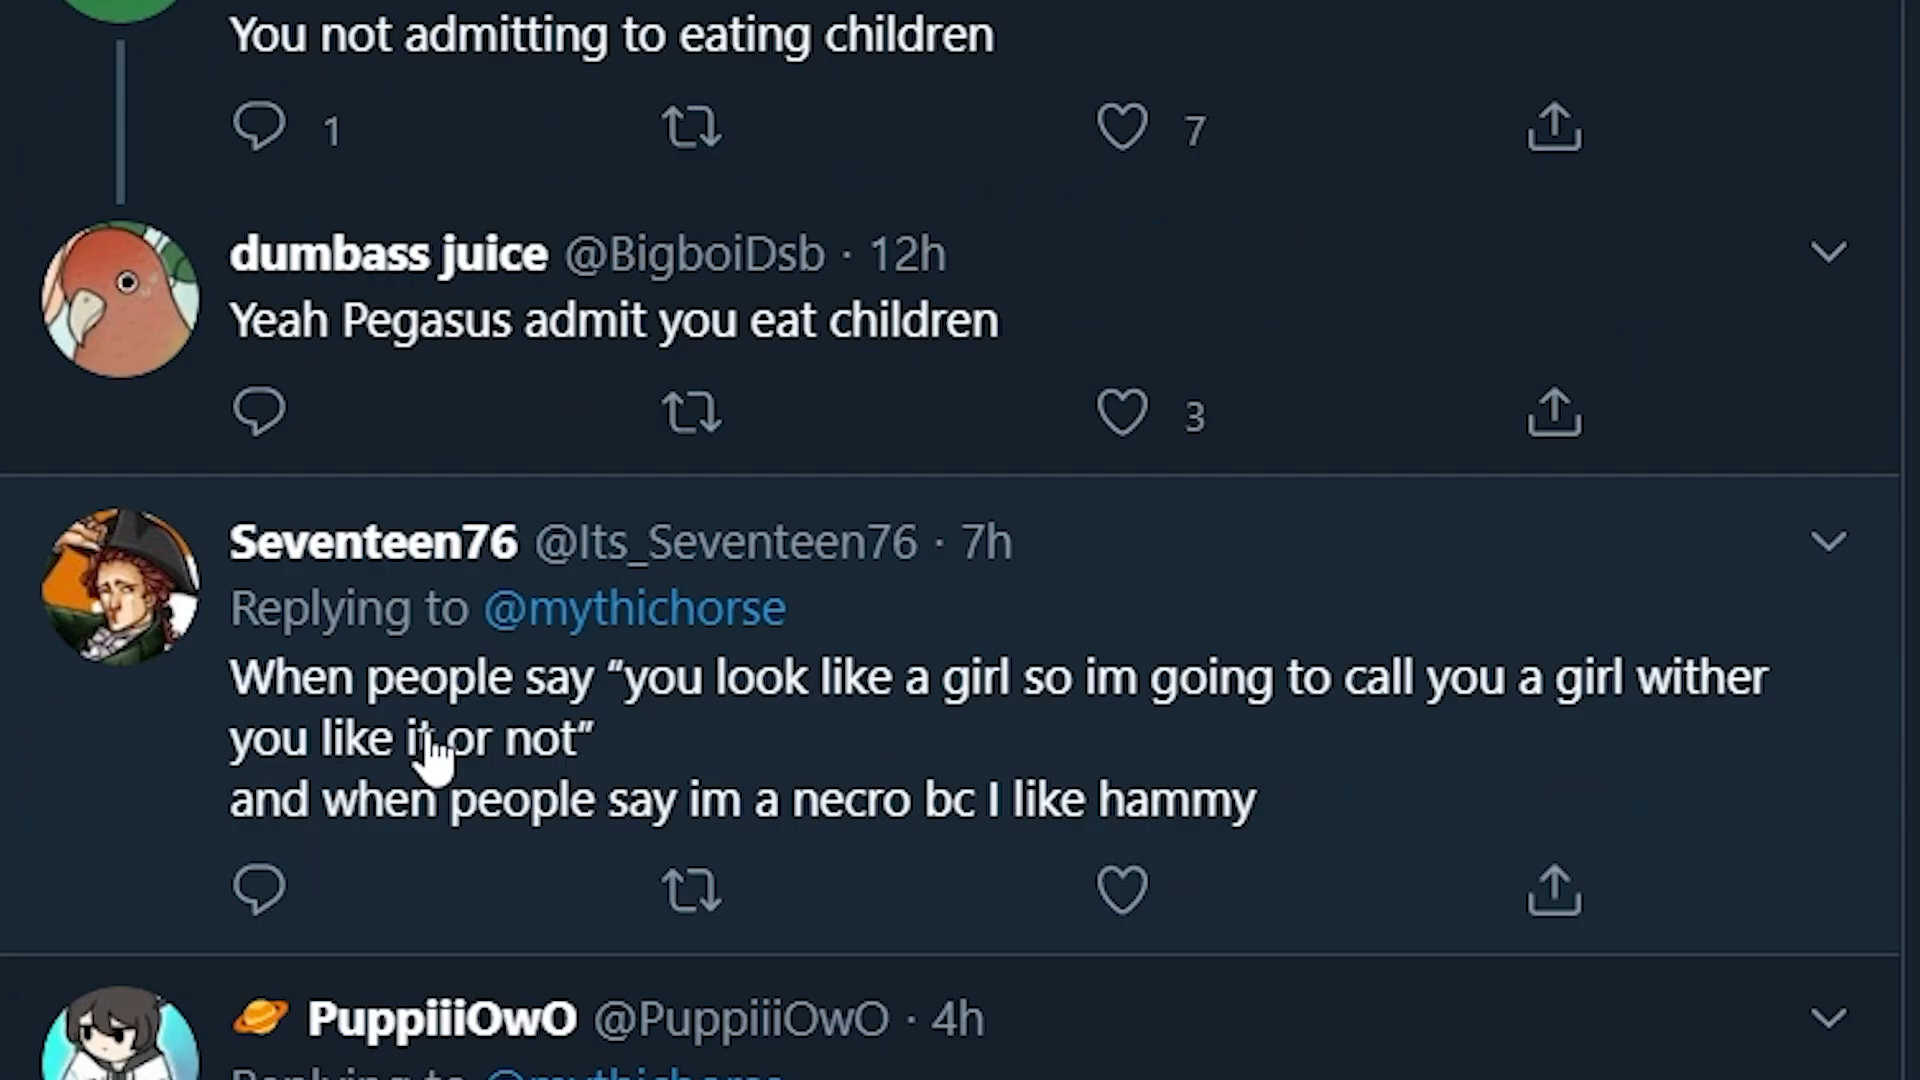 You not admitting to eating children
1 7
dumbass juice @BigboiDsb · 12h
Yeah Pegasus admit you eat children
3
Seventeen76 @Its_Seventeen76 · 7h
Replying to @mythichorse
When people say “you look like a girl so im going to call you a girl wither
you like it or not”
and when people say im a necro bc I like hammy
🪐 PuppiiiOwO @PuppiiiOwO · 4h
Replying to @mythichorse